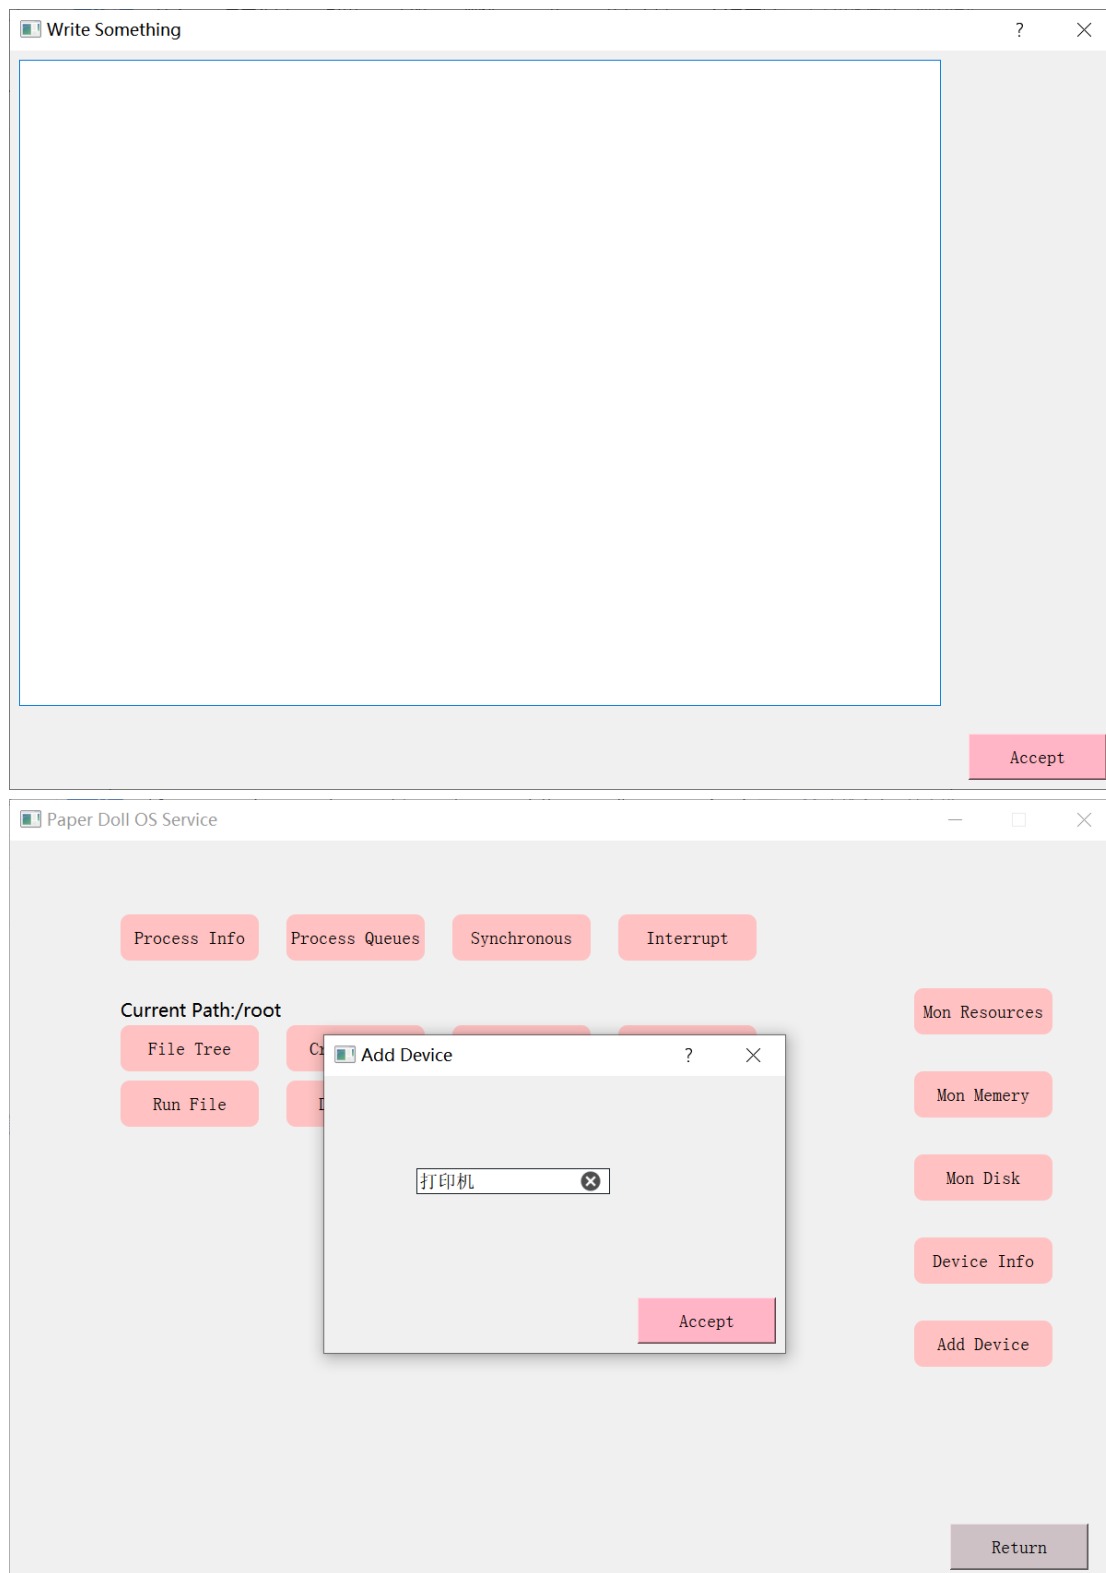 Write Something
Accept
Paper Doll OS Service
Process Info
Process Queues
Synchronous
Interrupt
Current Path:/root
Mon Resources
File Tree
Add Device
Run File
Mon Memery
打印机
Mon Disk
Device Info
Accept
Add Device
Return